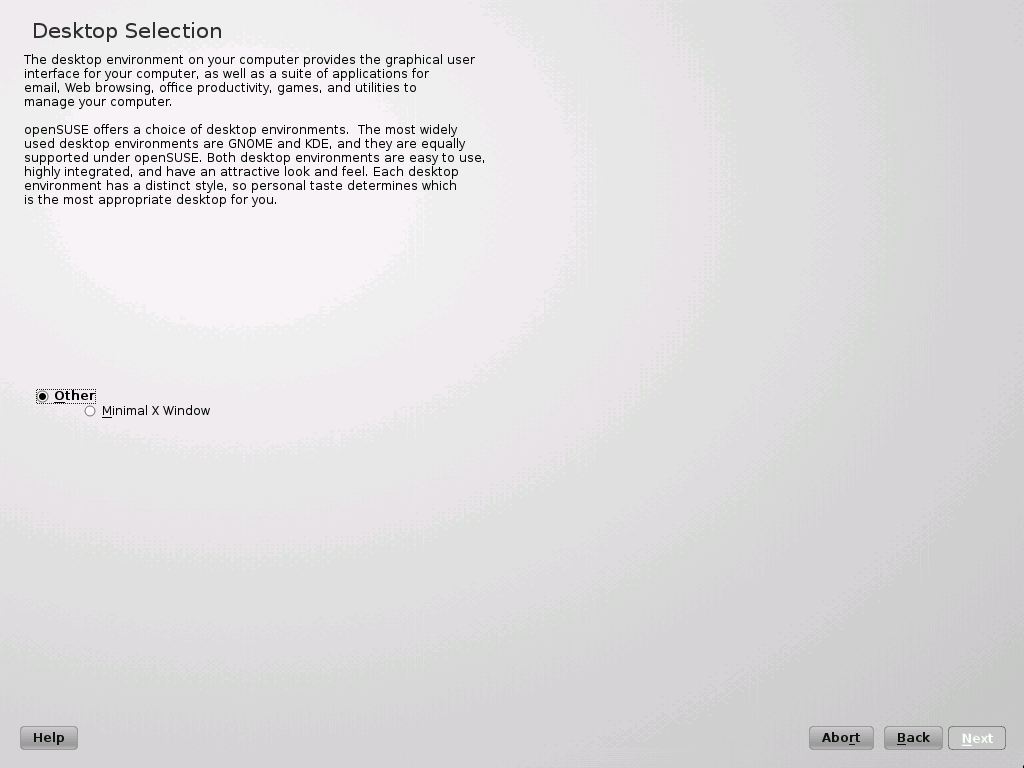 Desktop Selection
The desktop environment on your computer provides the graphical user
interface for your computer, as well as a suite of applications for
email, Web browsing, office productivity, games, and utilities to
manage your computer.
openSUSE offers a choice of desktop environments.  The most widely
used desktop environments are GNOME and KDE, and they are equally
supported under openSUSE. Both desktop environments are easy to use,
highly integrated, and have an attractive look and feel. Each desktop
environment has a distinct style, so personal taste determines which
is the most appropriate desktop for you.
Other
Minimal X Window
Help Abort Back Next